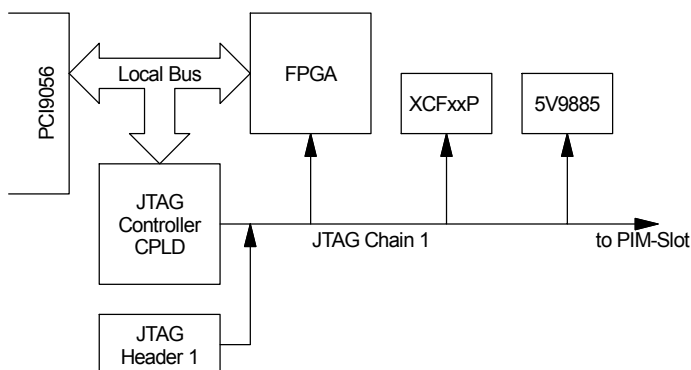 PCI9056
Local Bus
FPGA
XCFxxP
5V9885
JTAG
Controller
CPLD
JTAG Chain 1
to PIM-Slot
JTAG
Header 1